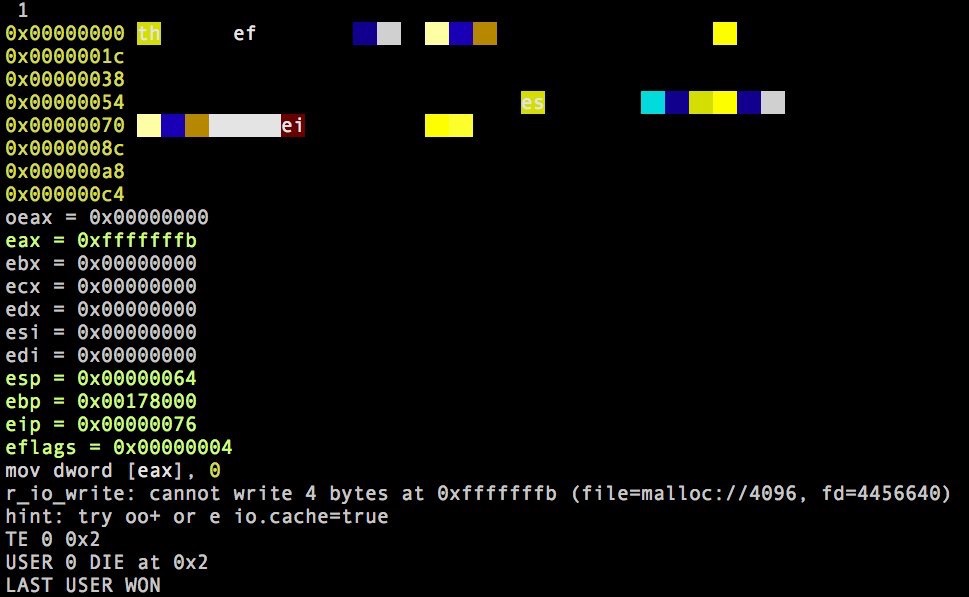 1
0x00000000 th ef
0x0000001c
0x00000038
0x00000054 es
0x00000070 ei
0x0000008c
0x000000a8
0x000000c4
oeax = 0x00000000
eax = 0xfffffffb
ebx = 0x00000000
ecx = 0x00000000
edx = 0x00000000
esi = 0x00000000
edi = 0x00000000
esp = 0x00000064
ebp = 0x00178000
eip = 0x00000076
eflags = 0x00000004
mov dword [eax], 0
r_io_write: cannot write 4 bytes at 0xfffffffb (file=malloc://4096, fd=4456640)
hint: try oo+ or e io.cache=true
TE 0 0x2
USER 0 DIE at 0x2
LAST USER WON